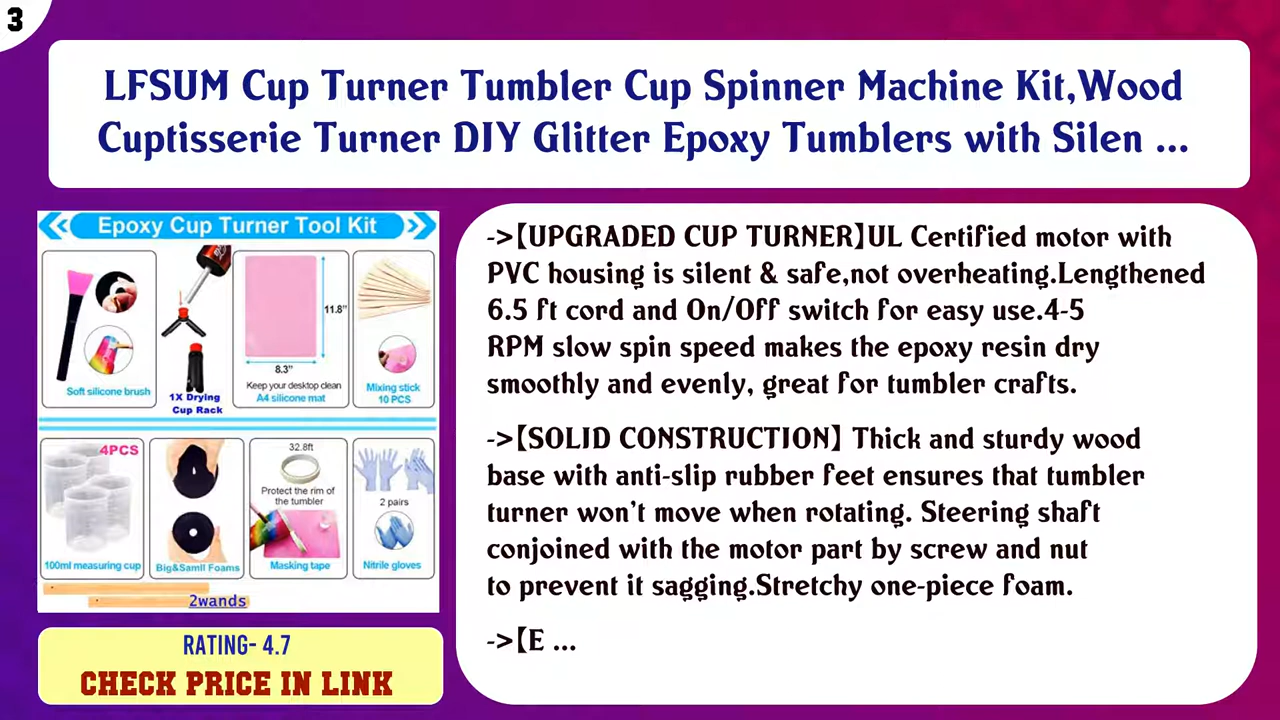 3
LFSUM Cup Turner Tumbler Cup Spinner Machine Kit,Wood
Cuptisserie Turner DIY Glitter Epoxy Tumblers with Silen ...
Epoxy Cup Turner Tool Kit
Soft silicone brush
1X Drying
Cup Rack
11.8"
8.3"
Keep your desktop clean
A4 silicone mat
Mixing stick
10 PCS
4PCS
100ml measuring cup
Big&Samll Foams
32.8ft
Protect the rim of
the tumbler
Masking tape
2 pairs
Nitrile gloves
2wands
RATING- 4.7
CHECK PRICE IN LINK
->【UPGRADED CUP TURNER】UL Certified motor with
PVC housing is silent & safe,not overheating.Lengthened
6.5 ft cord and On/Off switch for easy use.4-5
RPM slow spin speed makes the epoxy resin dry
smoothly and evenly, great for tumbler crafts.
->【SOLID CONSTRUCTION】 Thick and sturdy wood
base with anti-slip rubber feet ensures that tumbler
turner won't move when rotating. Steering shaft
conjoined with the motor part by screw and nut
to prevent it sagging.Stretchy one-piece foam.
->【E ...